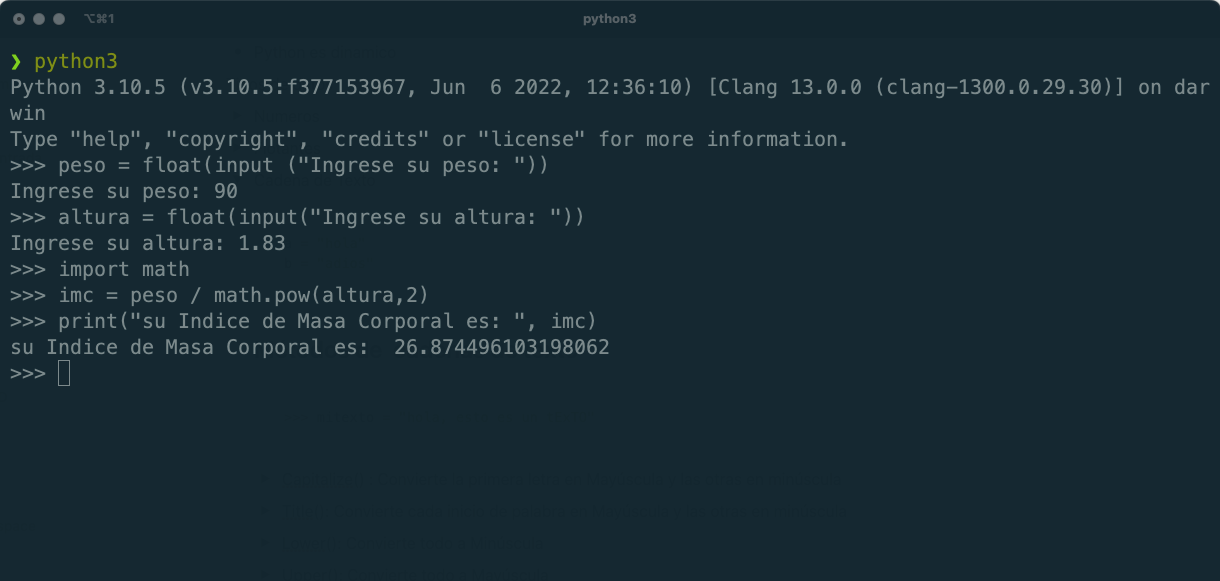 ⌥⌘1 python3
❯ python3
Python 3.10.5 (v3.10.5:f377153967, Jun  6 2022, 12:36:10) [Clang 13.0.0 (clang-1300.0.29.30)] on dar
win
Type "help", "copyright", "credits" or "license" for more information.
>>> peso = float(input ("Ingrese su peso: "))
Ingrese su peso: 90
>>> altura = float(input("Ingrese su altura: "))
Ingrese su altura: 1.83
>>> import math
>>> imc = peso / math.pow(altura,2)
>>> print("su Indice de Masa Corporal es: ", imc)
su Indice de Masa Corporal es:  26.874496103198062
>>>